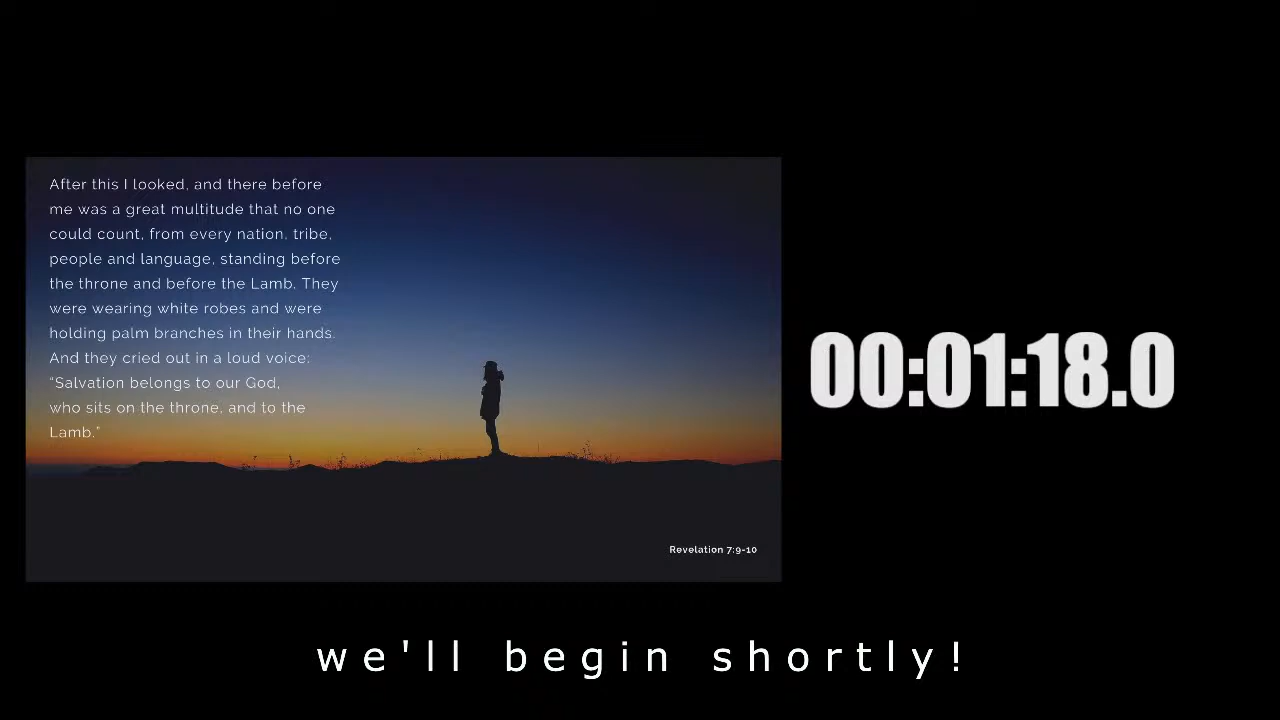 After this I looked, and there before
me was a great multitude that no one
could count, from every nation, tribe,
people and language, standing before
the throne and before the Lamb. They
were wearing white robes and were
holding palm branches in their hands.
And they cried out in a loud voice:
“Salvation belongs to our God,
who sits on the throne, and to the
Lamb.”
Revelation 7:9-10
00:01:18.0
we'll begin shortly!